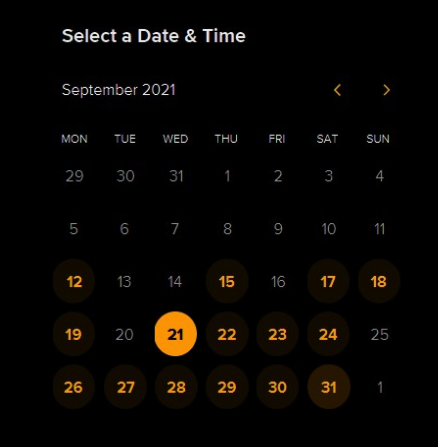 Select a Date & Time
September 2021
MON TUE WED THU FRI SAT SUN
29 30 31 1 2 3 4
5 6 7 8 9 10 11
12 13 14 15 16 17 18
19 20 21 22 23 24 25
26 27 28 29 30 31 1